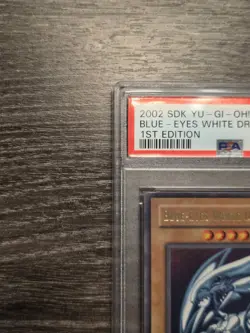 2002 SDK YU-GI-OH!
BLUE-EYES WHITE DR
1ST EDITION
PSA